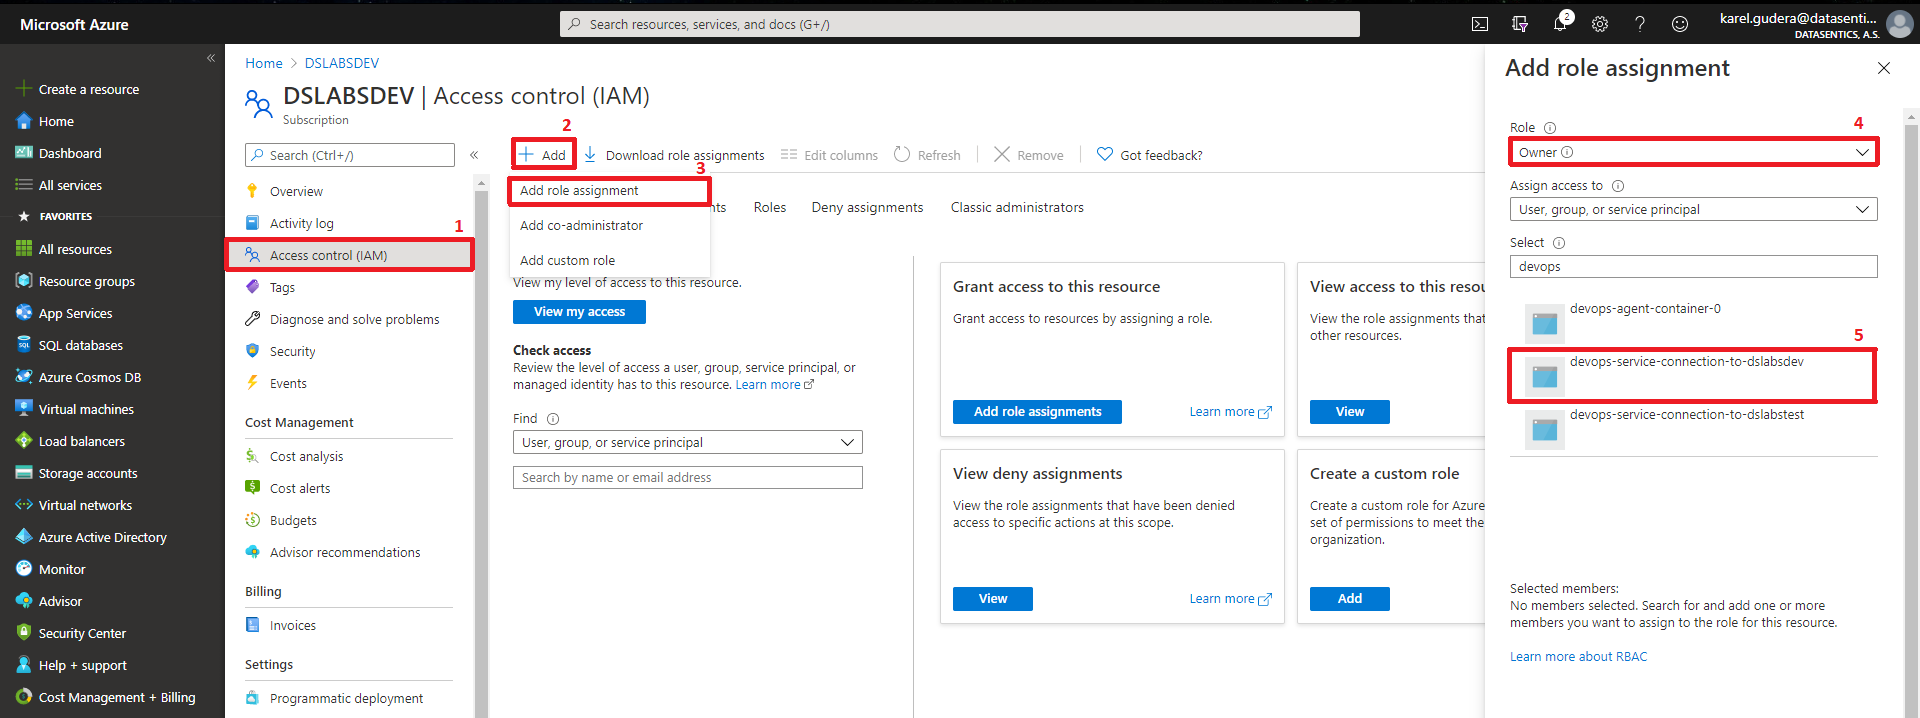 Microsoft Azure
Search resources, services, and docs (G+/)
2
karel.gudera@datasenti...
DATASENTICS, A.S.
«
Create a resource
Home
Dashboard
All services
FAVORITES
All resources
Resource groups
App Services
SQL databases
Azure Cosmos DB
Virtual machines
Load balancers
Storage accounts
Virtual networks
Azure Active Directory
Monitor
Advisor
Security Center
Help + support
Cost Management + Billing
Home > DSLABSDEV
DSLABSDEV | Access control (IAM)
Subscription
Search (Ctrl+/)
«
Overview
Activity log
1
Access control (IAM)
Tags
Diagnose and solve problems
Security
Events
Cost Management
Cost analysis
Cost alerts
Budgets
Advisor recommendations
Billing
Invoices
Settings
Programmatic deployment
2
+ Add
Download role assignments
Edit columns
Refresh
Remove
Got feedback?
3
Add role assignment
Add co-administrator
Add custom role
nts
Roles
Deny assignments
Classic administrators
View my level of access to this resource.
View my access
Check access
Review the level of access a user, group, service principal, or
managed identity has to this resource. Learn more
Find
User, group, or service principal
Search by name or email address
Grant access to this resource
Grant access to resources by assigning a role.
Add role assignments
Learn more
View access to this resou
View the role assignments that
other resources.
View
View deny assignments
View the role assignments that have been denied
access to specific actions at this scope.
View
Learn more
Create a custom role
Create a custom role for Azure
set of permissions to meet the
organization.
Add
Add role assignment
Role
4
Owner
Assign access to
User, group, or service principal
Select
devops
devops-agent-container-0
5
devops-service-connection-to-dslabsdev
devops-service-connection-to-dslabstest
Selected members:
No members selected. Search for and add one or more
members you want to assign to the role for this resource.
Learn more about RBAC